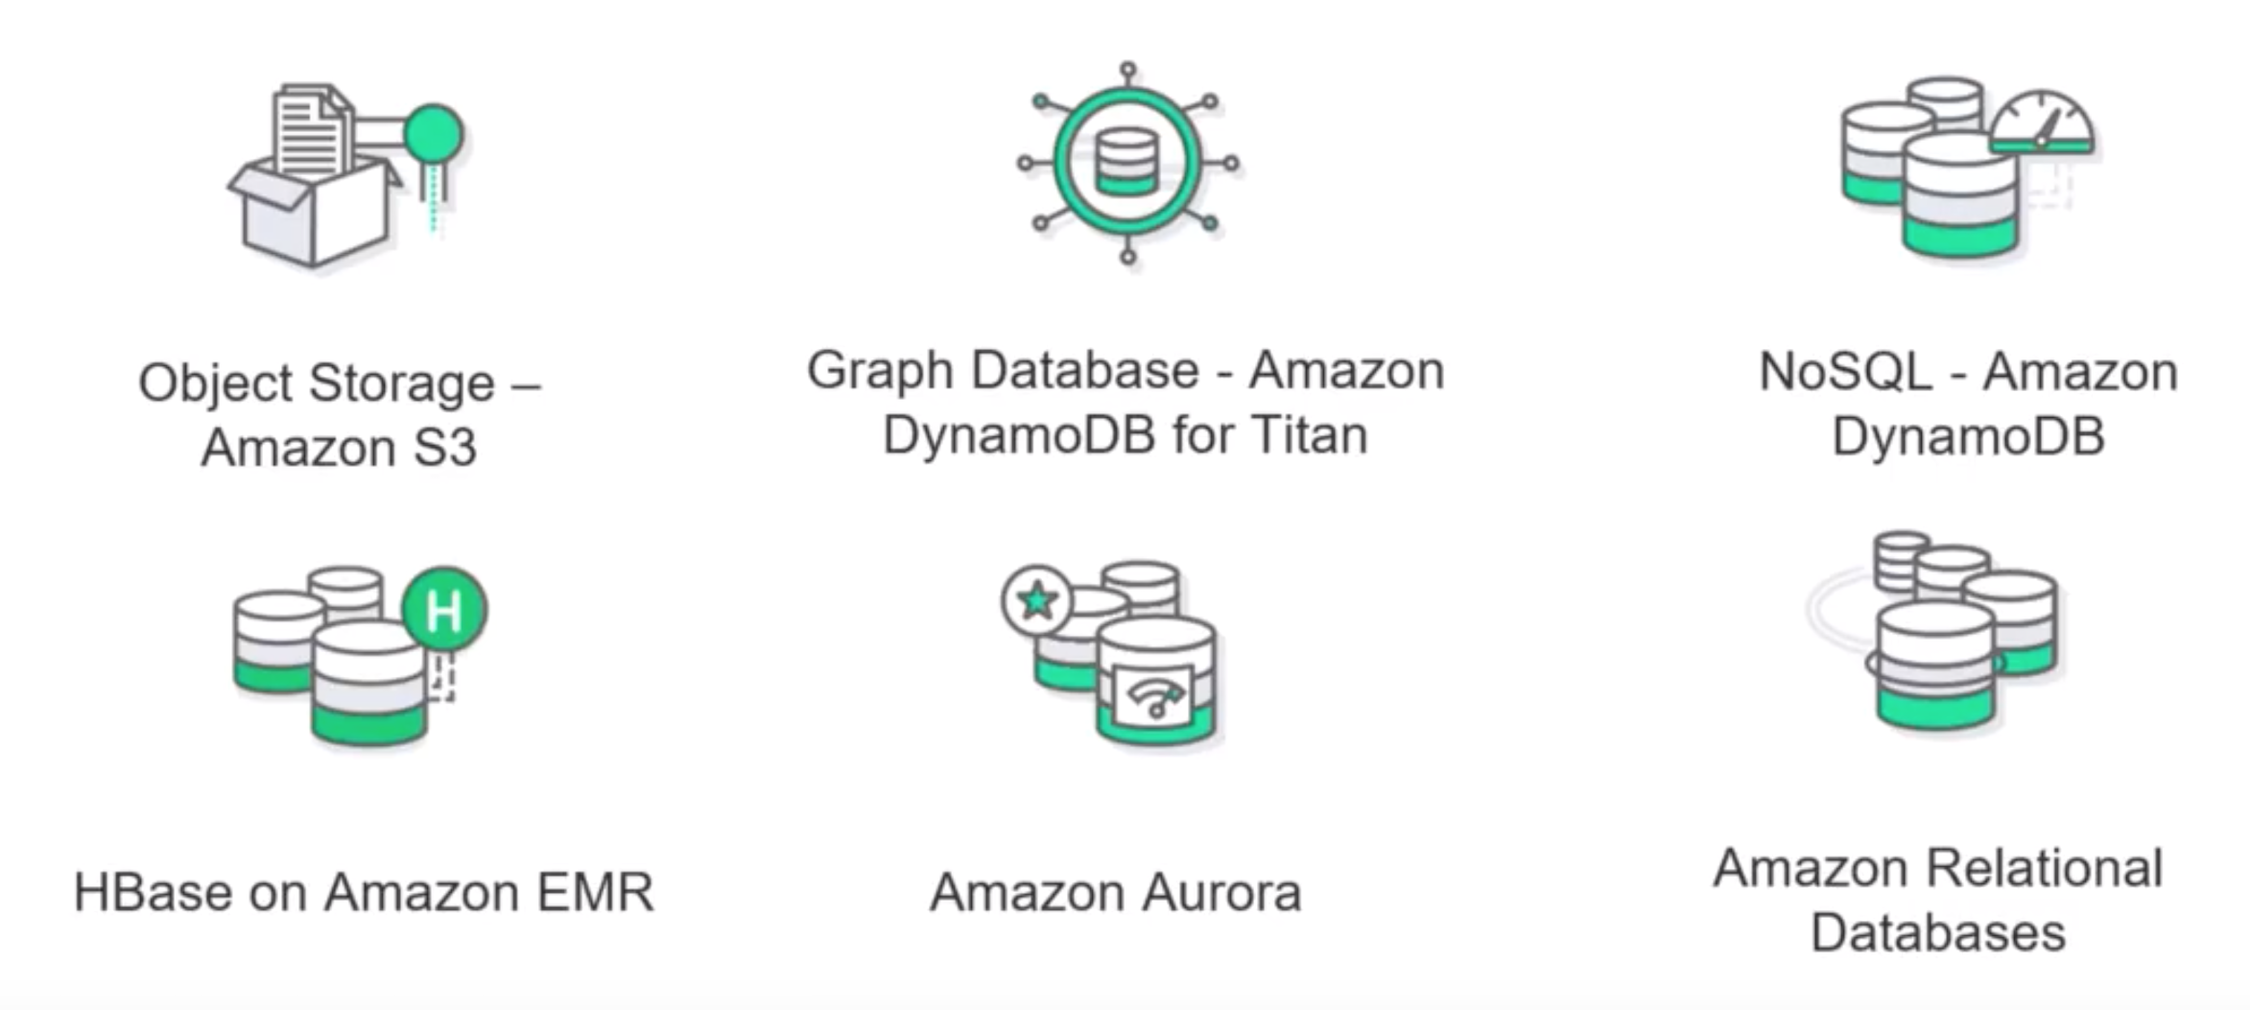 Object Storage –
Amazon S3
Graph Database - Amazon
DynamoDB for Titan
NoSQL - Amazon
DynamoDB
H
HBase on Amazon EMR
Amazon Aurora
Amazon Relational
Databases